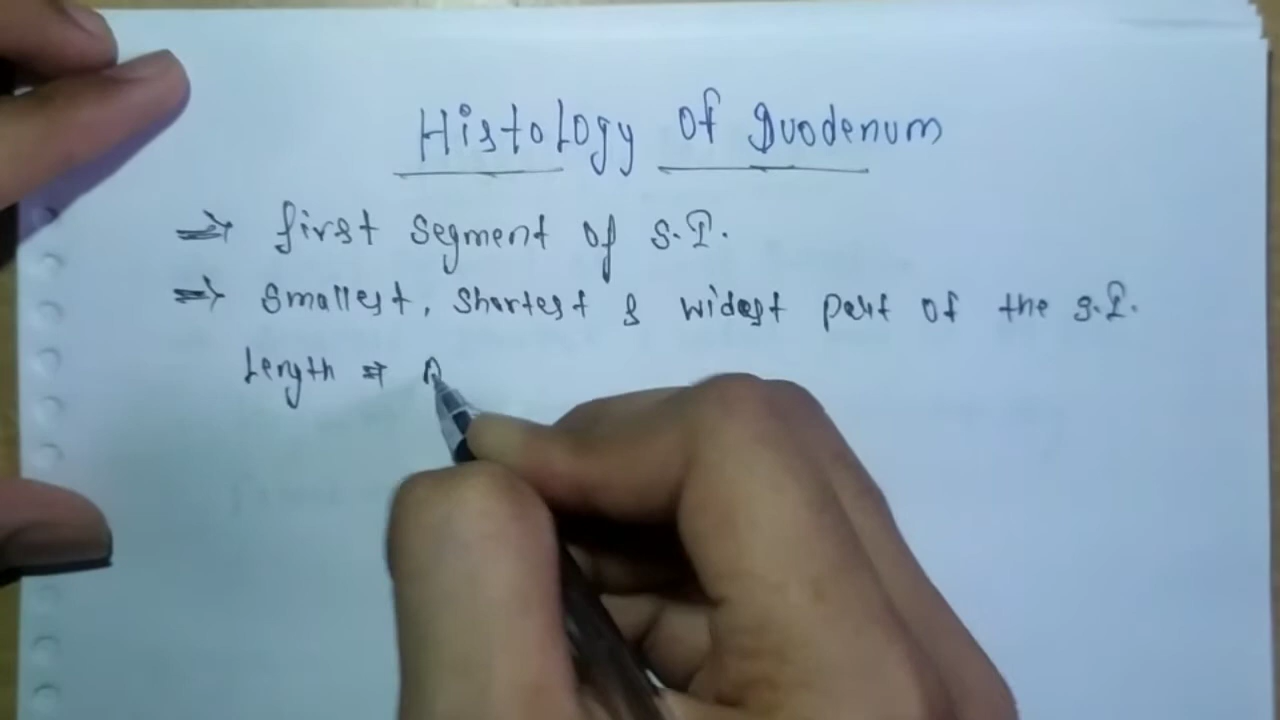 Histology of Duodenum
⇒ first segment of S.I.
⇒ Smallest, Shortest & widest part of the S.I.
Length ⇒